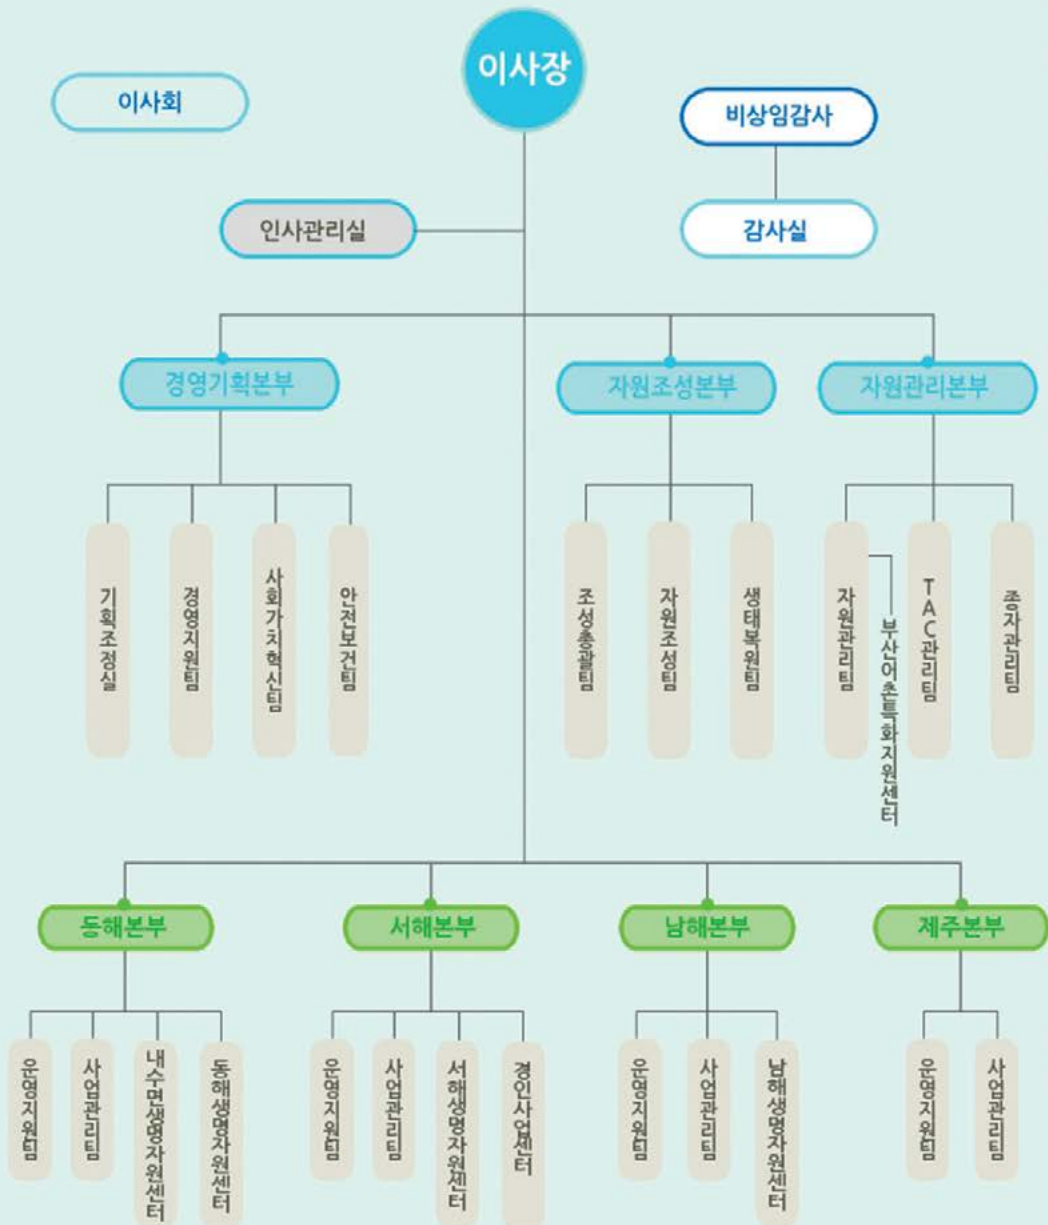 이사장
이사회
비상임감사
인사관리실
감사실
경영기획본부
자원조성본부
자원관리본부
기획조정실
경영지원팀
사회가치혁신팀
안전보건팀
조성총괄팀
자원조성팀
생태복원팀
자원관리팀
부산어촌특화지원센터
TAC관리팀
종자관리팀
동해본부
서해본부
남해본부
제주본부
운영지원팀
사업관리팀
내수면생명자원센터
동해생명자원센터
운영지원팀
사업관리팀
서해생명자원센터
경인사업센터
운영지원팀
사업관리팀
남해생명자원센터
운영지원팀
사업관리팀